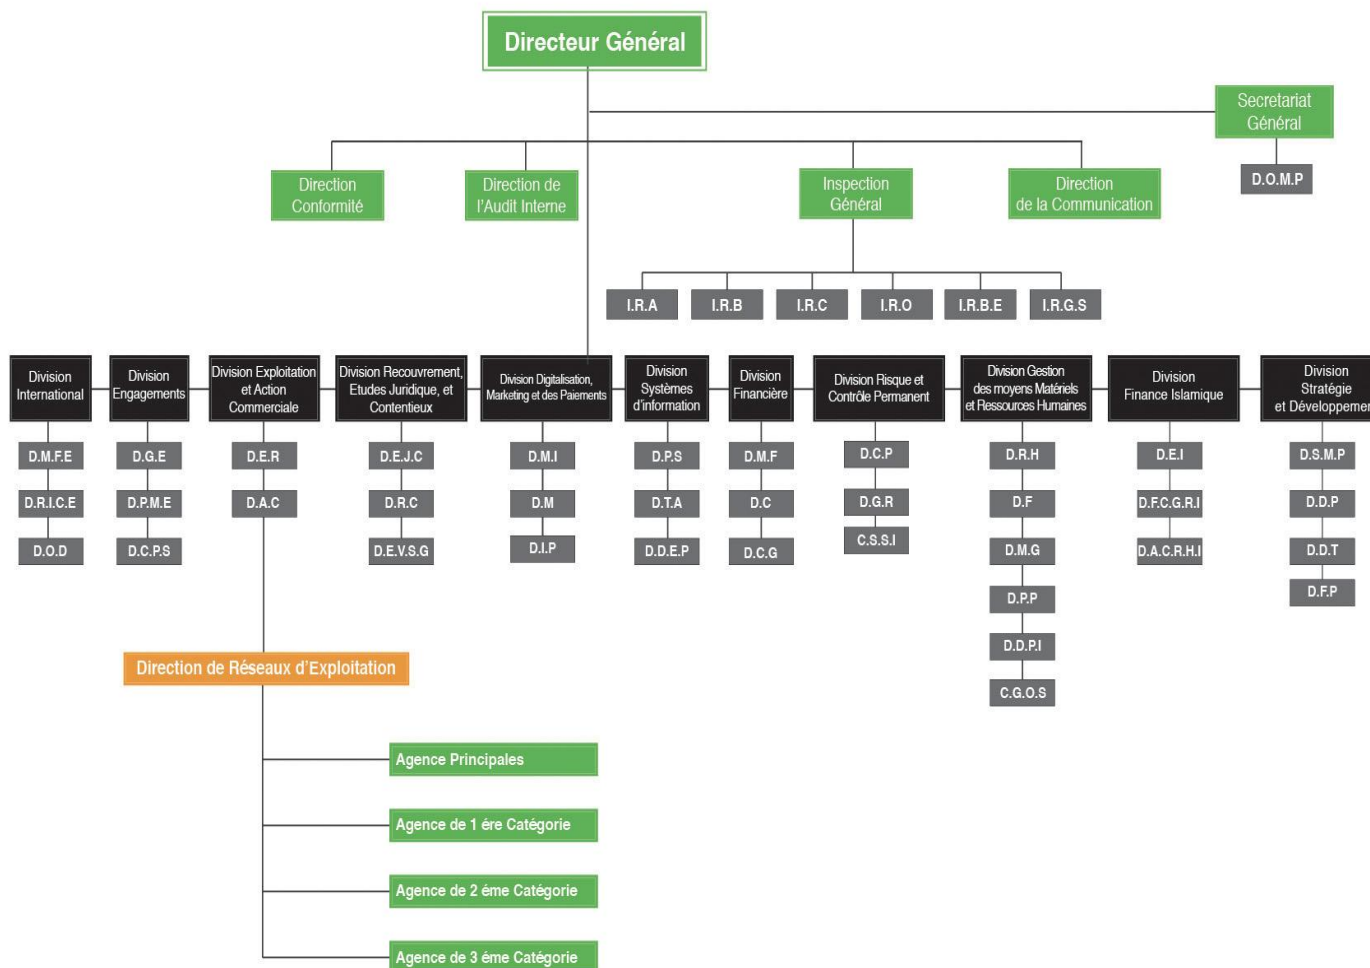 Directeur Général
Secretariat
Général
D.O.M.P
Direction
Conformité
Direction de
l'Audit Interne
Inspection
Général
Direction
de la Communication
I.R.A
I.R.B
I.R.C
I.R.O
I.R.B.E
I.R.G.S
Division
International
D.M.F.E
D.R.I.C.E
D.O.D
Division
Engagements
D.G.E
D.P.M.E
D.C.P.S
Division Exploitation
et Action
Commerciale
D.E.R
D.A.C
Division Recouvrement,
Etudes Juridique, et
Contentieux
D.E.J.C
D.R.C
D.E.V.S.G
Division Digitalisation,
Marketing et des Paiements
D.M.I
D.M
D.I.P
Division
Systèmes
d'information
D.P.S
D.T.A
D.D.E.P
Division
Financière
D.M.F
D.C
D.C.G
Division Risque et
Contrôle Permanent
D.C.P
D.G.R
C.S.S.I
Division Gestion
des moyens Matériels
et Ressources Humaines
D.R.H
D.F
D.M.G
D.P.P
D.D.P.I
C.G.O.S
Division
Finance Islamique
D.E.I
D.F.C.G.R.I
D.A.C.R.H.I
Division
Stratégie
et Développemen
D.S.M.P
D.D.P
D.D.T
D.F.P
Direction de Réseaux d'Exploitation
Agence Principales
Agence de 1 ére Catégorie
Agence de 2 éme Catégorie
Agence de 3 éme Catégorie